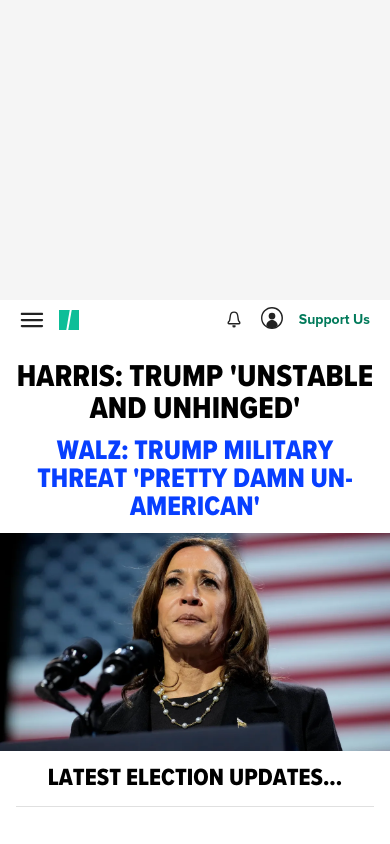 Support Us
HARRIS: TRUMP 'UNSTABLE
AND UNHINGED'
WALZ: TRUMP MILITARY
THREAT 'PRETTY DAMN UN-
AMERICAN'
LATEST ELECTION UPDATES...